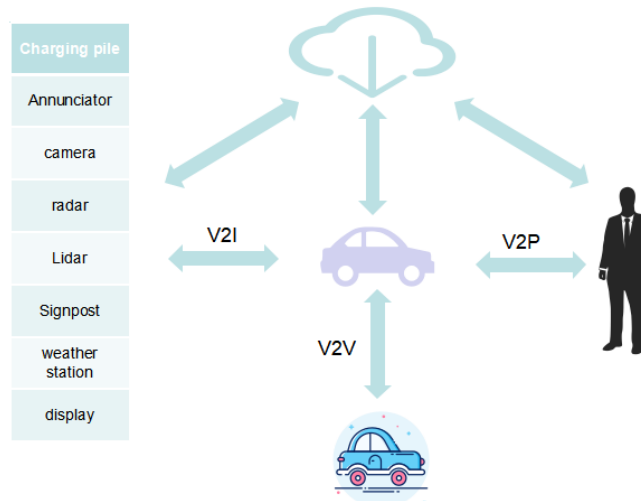 Charging pile
Annunciator
camera
radar
Lidar
Signpost
weather
station
display
V2I
V2P
V2V